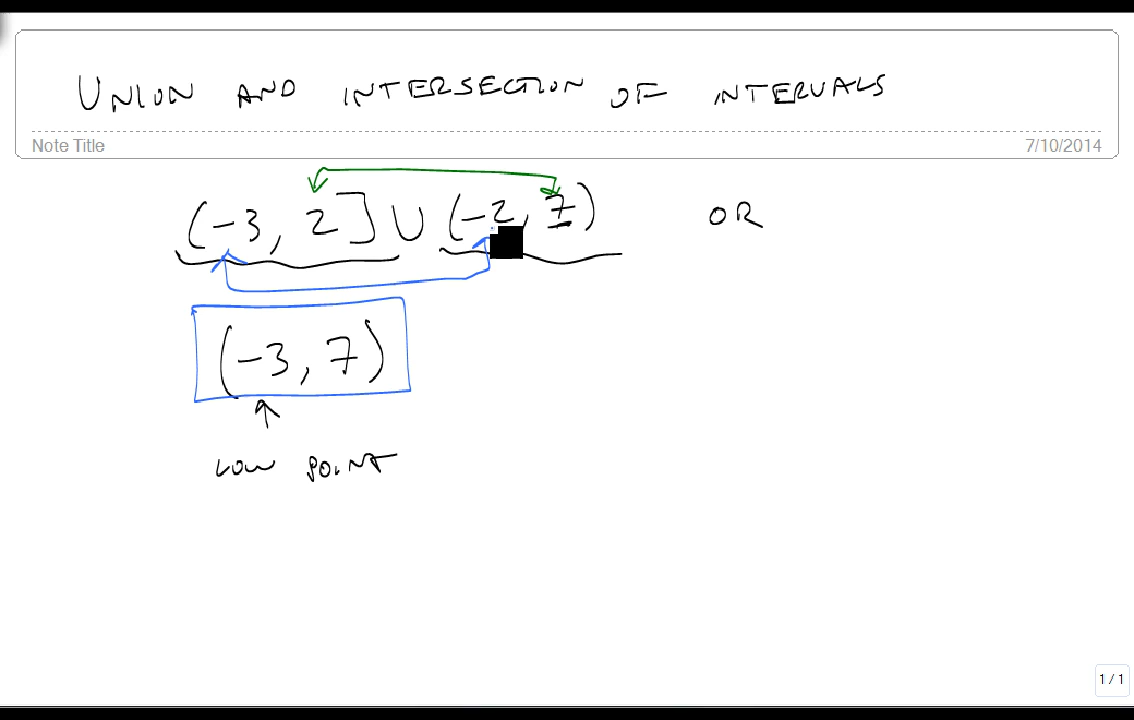 UNION AND INTERSECTION OF INTERVALS
Note Title 7/10/2014
(-3, 2] ∪ (-2, 7) OR
(-3, 7)
LOW POINT
1 / 1